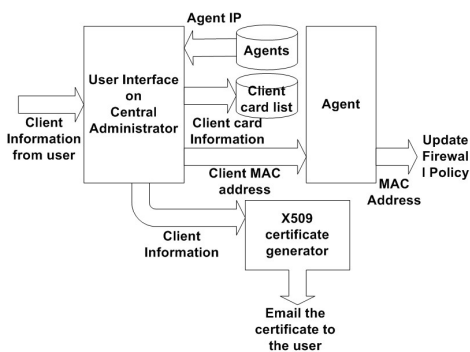 Agent IP
Agents
User Interface
on
Central
Administrator
Client
card list
Agent
Client
Information
from user
Client card
Information
Client MAC
address
Update
Firewal
l Policy
MAC
Address
Client
Information
X509
certificate
generator
Email the
certificate to
the user